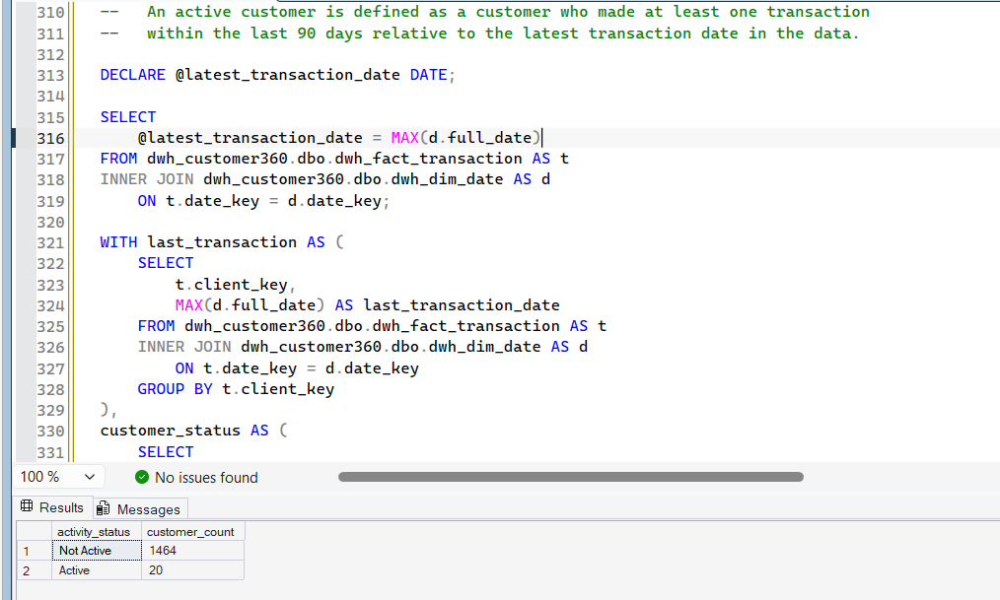 310 --   An active customer is defined as a customer who made at least one transaction
311 --   within the last 90 days relative to the latest transaction date in the data.
312
313 DECLARE @latest_transaction_date DATE;
314
315 SELECT
316     @latest_transaction_date = MAX(d.full_date)
317 FROM dwh_customer360.dbo.dwh_fact_transaction AS t
318 INNER JOIN dwh_customer360.dbo.dwh_dim_date AS d
319     ON t.date_key = d.date_key;
320
321 WITH last_transaction AS (
322     SELECT
323         t.client_key,
324         MAX(d.full_date) AS last_transaction_date
325     FROM dwh_customer360.dbo.dwh_fact_transaction AS t
326     INNER JOIN dwh_customer360.dbo.dwh_dim_date AS d
327         ON t.date_key = d.date_key
328     GROUP BY t.client_key
329 ),
330 customer_status AS (
331     SELECT
100 % No issues found
Results Messages
activity_status customer_count
1 Not Active 1464
2 Active 20